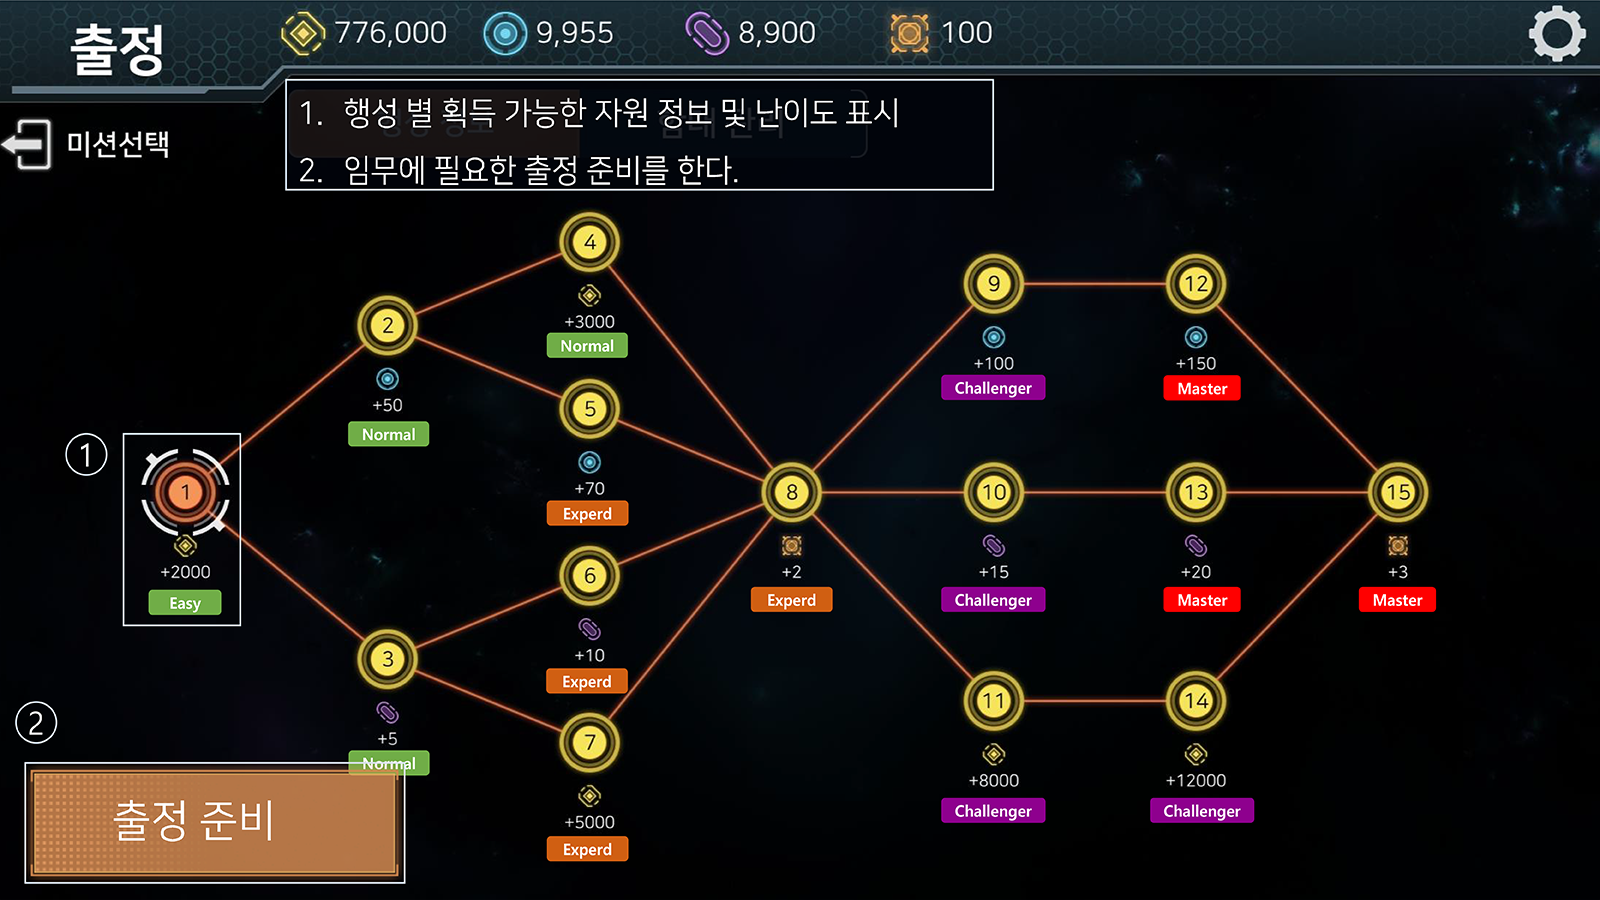 출정
776,000
9,955
8,900
100
1. 행성 별 획득 가능한 자원 정보 및 난이도 표시
2. 임무에 필요한 출정 준비를 한다.
미션선택
4
+3000
Normal
2
+50
Normal
5
+70
Experd
①
1
+2000
Easy
6
+10
Experd
3
+5
Normal
7
+5000
Experd
8
+2
Experd
9
+100
Challenger
12
+150
Master
10
+15
Challenger
13
+20
Master
15
+3
Master
11
+8000
Challenger
14
+12000
Challenger
②
출정 준비